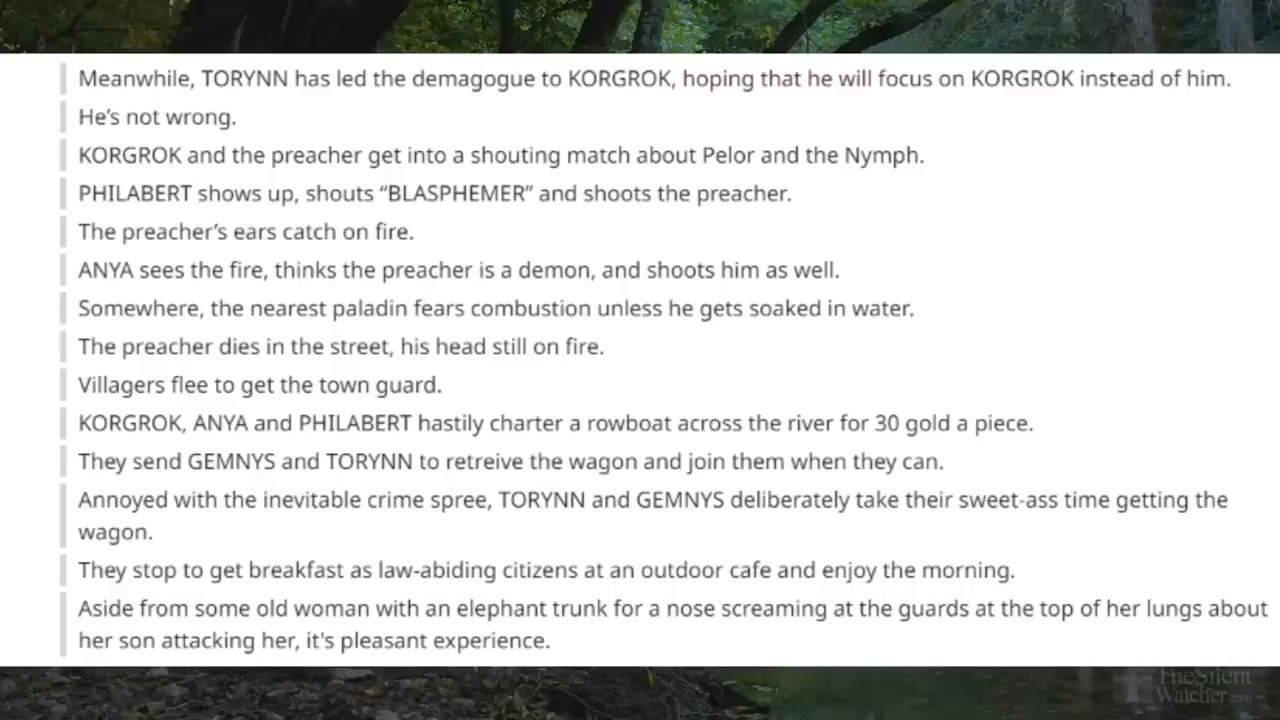 Meanwhile, TORYNN has led the demagogue to KORGROK, hoping that he will focus on KORGROK instead of him.
He's not wrong.
KORGROK and the preacher get into a shouting match about Pelor and the Nymph.
PHILABERT shows up, shouts “BLASPHEMER” and shoots the preacher.
The preacher's ears catch on fire.
ANYA sees the fire, thinks the preacher is a demon, and shoots him as well.
Somewhere, the nearest paladin fears combustion unless he gets soaked in water.
The preacher dies in the street, his head still on fire.
Villagers flee to get the town guard.
KORGROK, ANYA and PHILABERT hastily charter a rowboat across the river for 30 gold a piece.
They send GEMNYS and TORYNN to retreive the wagon and join them when they can.
Annoyed with the inevitable crime spree, TORYNN and GEMNYS deliberately take their sweet-ass time getting the
wagon.
They stop to get breakfast as law-abiding citizens at an outdoor cafe and enjoy the morning.
Aside from some old woman with an elephant trunk for a nose screaming at the guards at the top of her lungs about
her son attacking her, it's pleasant experience.
TheSilent
Watcher.com